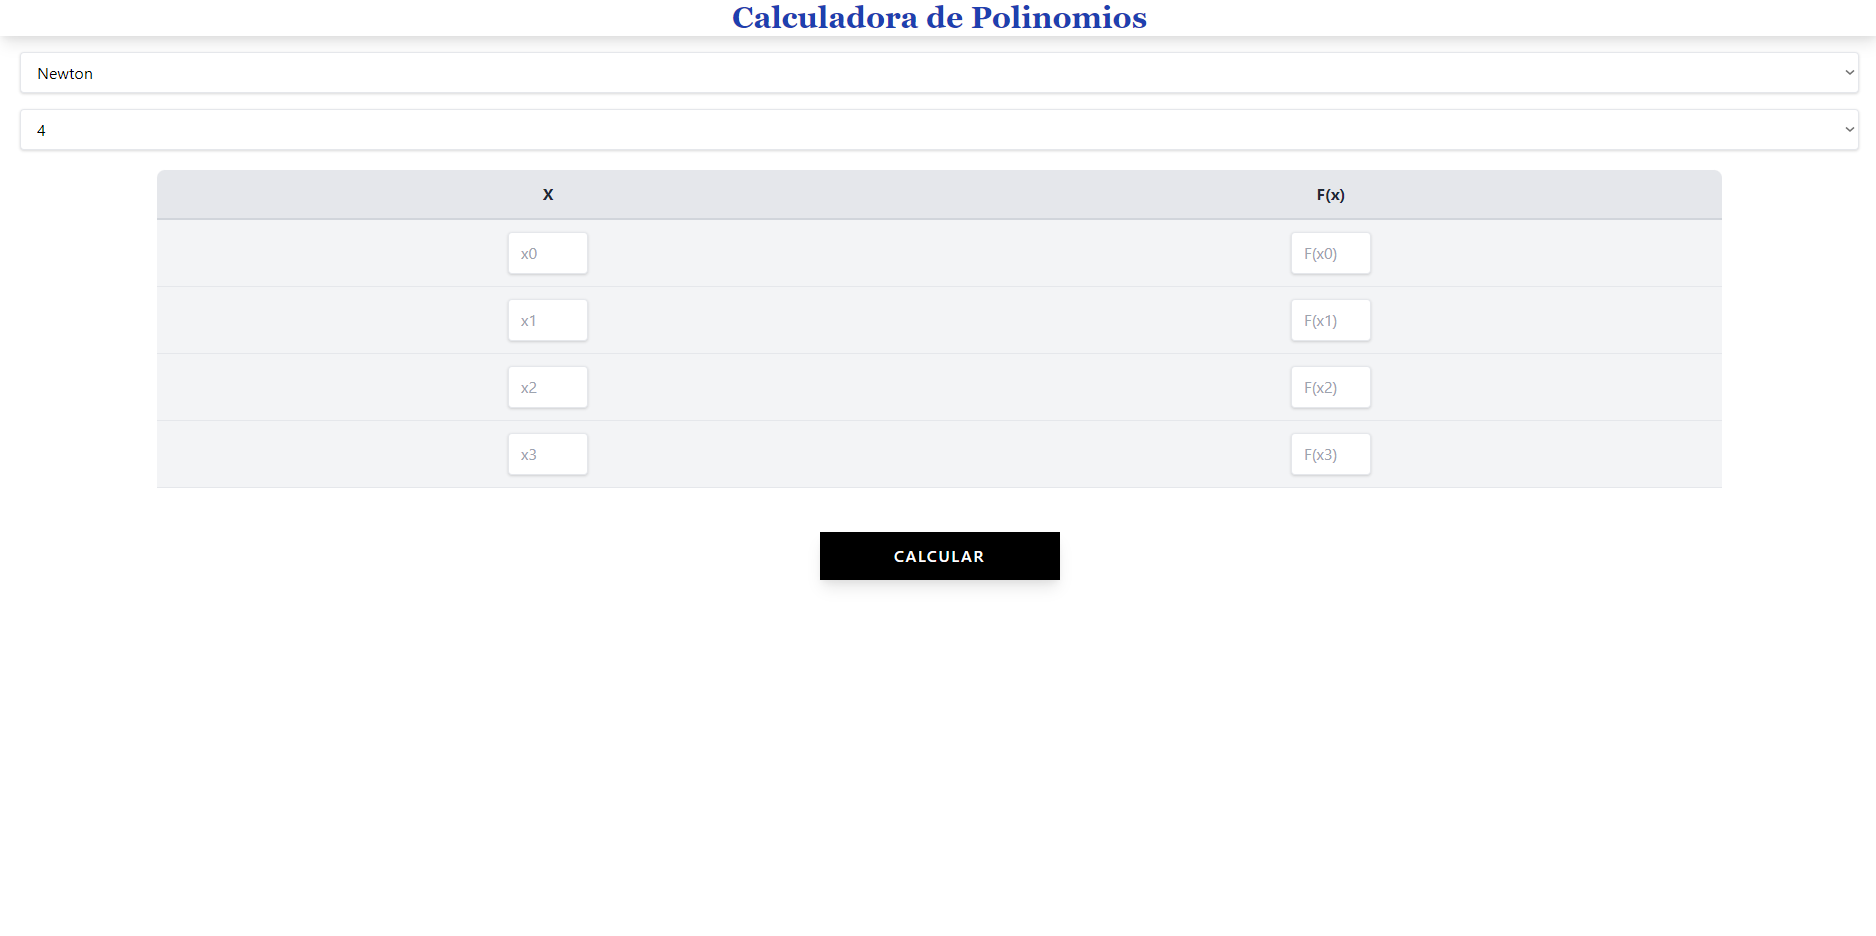 Calculadora de Polinomios
Newton
4
X F(x)
x0 F(x0)
x1 F(x1)
x2 F(x2)
x3 F(x3)
CALCULAR